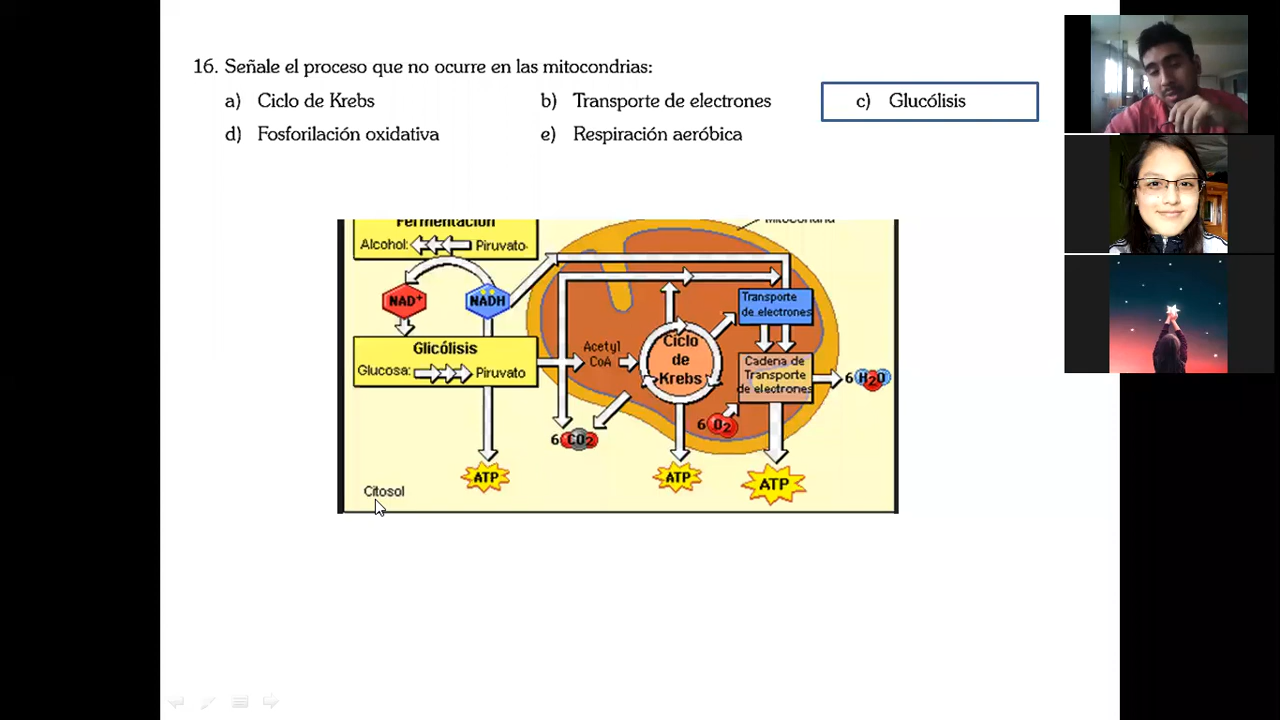 16. Señale el proceso que no ocurre en las mitocondrias:
a) Ciclo de Krebs b) Transporte de electrones c) Glucólisis
d) Fosforilación oxidativa e) Respiración aeróbica
Fermentación
Mitocondria
Alcohol: Piruvato
NAD+ NADH
Transporte
de electrones
Glicólisis
Glucosa: Piruvato
Acetyl
CoA
Ciclo
de
Krebs
Cadena de
Transporte
de electrones
6 H2O
6 O2
6 CO2
ATP ATP ATP
Citosol